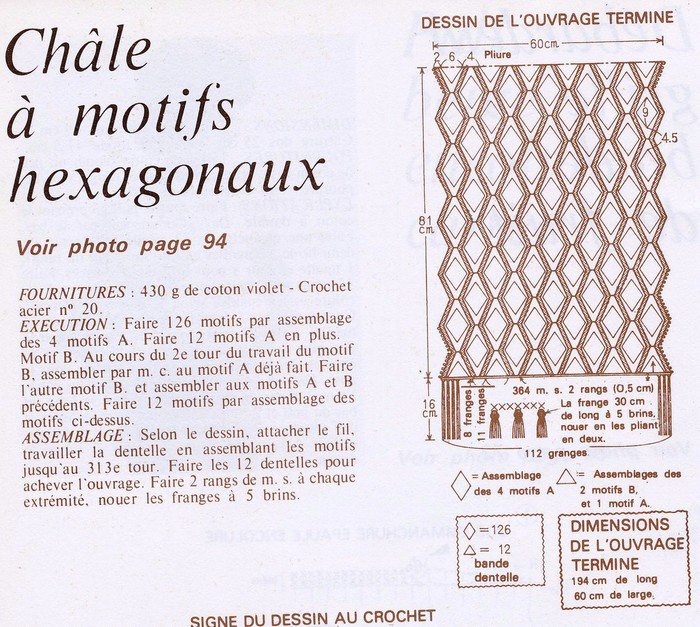 Châle
à motifs
hexagonaux
Voir photo page 94
FOURNITURES : 430 g de coton violet - Crochet
acier nº 20.
EXECUTION : Faire 126 motifs par assemblage
des 4 motifs A. Faire 12 motifs A en plus.
Motif B. Au cours du 2e tour du travail du motif
B, assembler par m. c. au motif A déjà fait. Faire
l'autre motif B. et assembler aux motifs A et B
précédents. Faire 12 motifs par assemblage des
motifs ci-dessus.
ASSEMBLAGE : Selon le dessin, attacher le fil,
travailler la dentelle en assemblant les motifs
jusqu'au 313e tour. Faire les 12 dentelles pour
achever l'ouvrage. Faire 2 rangs de m. s. à chaque
extrémité, nouer les franges à 5 brins.
DESSIN DE L'OUVRAGE TERMINE
60cm
2 6 4 Pliure
9
4.5
81
cm
16
cm
8 franges
11 franges
364 m. s. 2 rangs (0,5 cm)
La frange 30 cm
de long à 5 brins,
nouer en les pliant
en deux.
112 granges
= Assemblage
des 4 motifs A
= Assemblages des
2 motifs B,
et 1 motif A.
=126
= 12
bande
dentelle
DIMENSIONS
DE L'OUVRAGE
TERMINE
194 cm de long
60 cm de large.
SIGNE DU DESSIN AU CROCHET